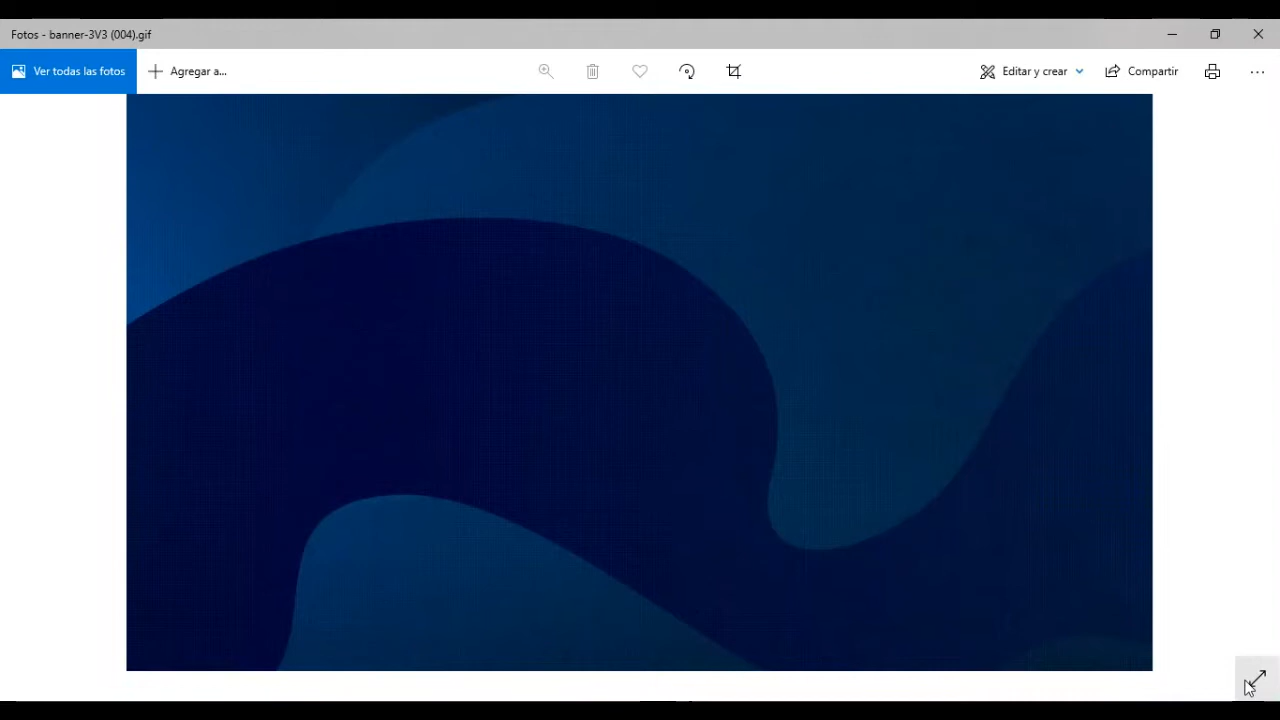 Fotos - banner-3V3 (004).gif
Ver todas las fotos
Agregar a...
Editar y crear
Compartir